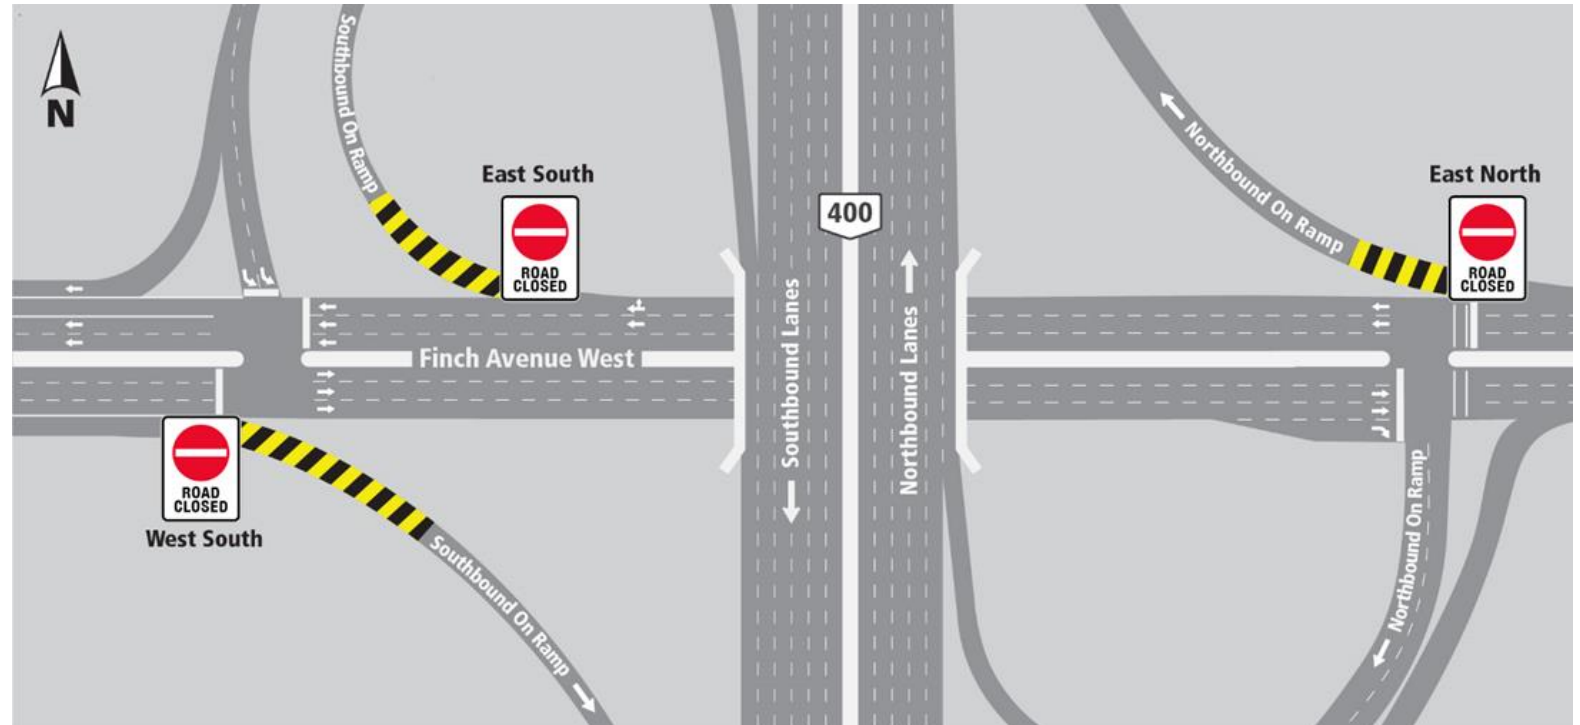 N
Southbound On Ramp
East South
ROAD
CLOSED
400
Northbound On Ramp
East North
ROAD
CLOSED
Finch Avenue West
Southbound Lanes
Northbound Lanes
ROAD
CLOSED
West South
Southbound On Ramp
Northbound On Ramp